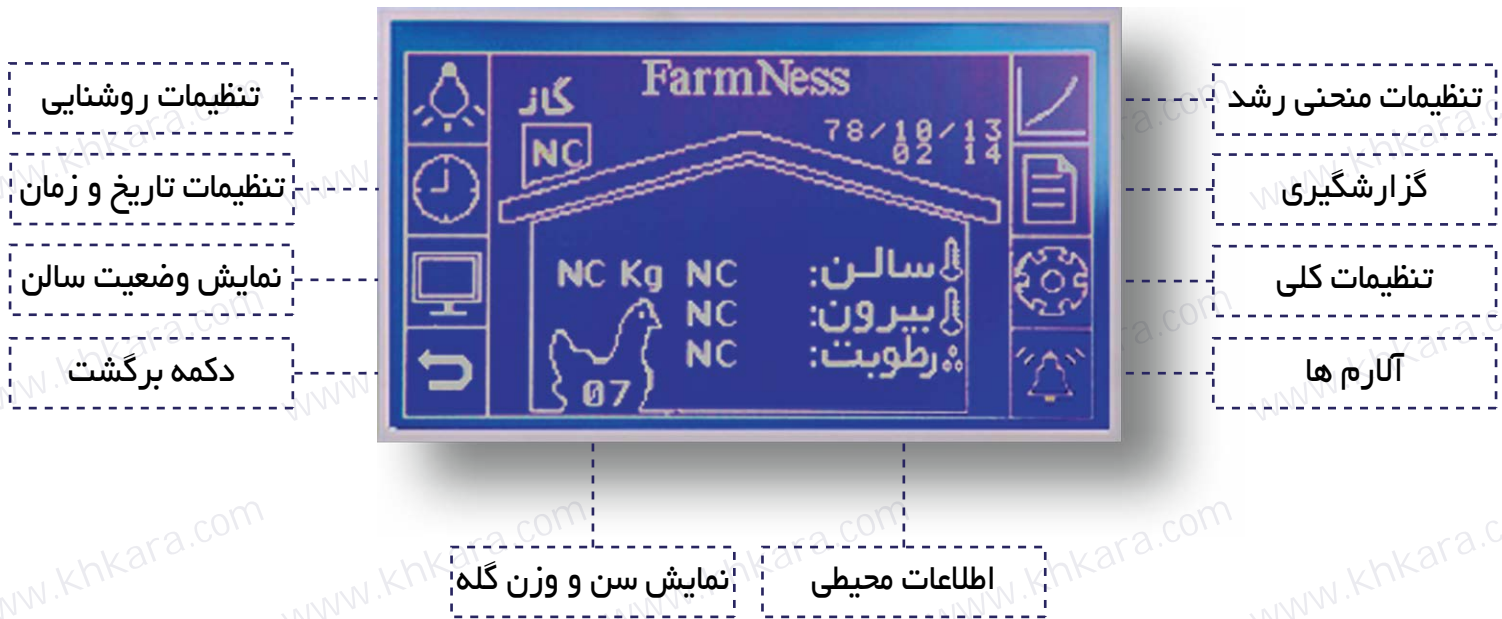 FarmNess
گاز
NC
78/10/13
02 14
سالن: NC
NC Kg
بیرون: NC
رطوبت: NC
07
تنظیمات روشنایی
تنظیمات تاریخ و زمان
نمایش وضعیت سالن
دکمه برگشت
تنظیمات منحنی رشد
گزارشگیری
تنظیمات کلی
آلارم ها
نمایش سن و وزن گله
اطلاعات محیطی
www.khkara.com